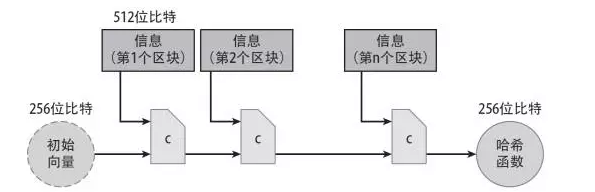 512位比特
信息
（第1个区块）
信息
（第2个区块）
信息
（第n个区块）
256位比特
初始
向量
C
C
C
256位比特
哈希
函数